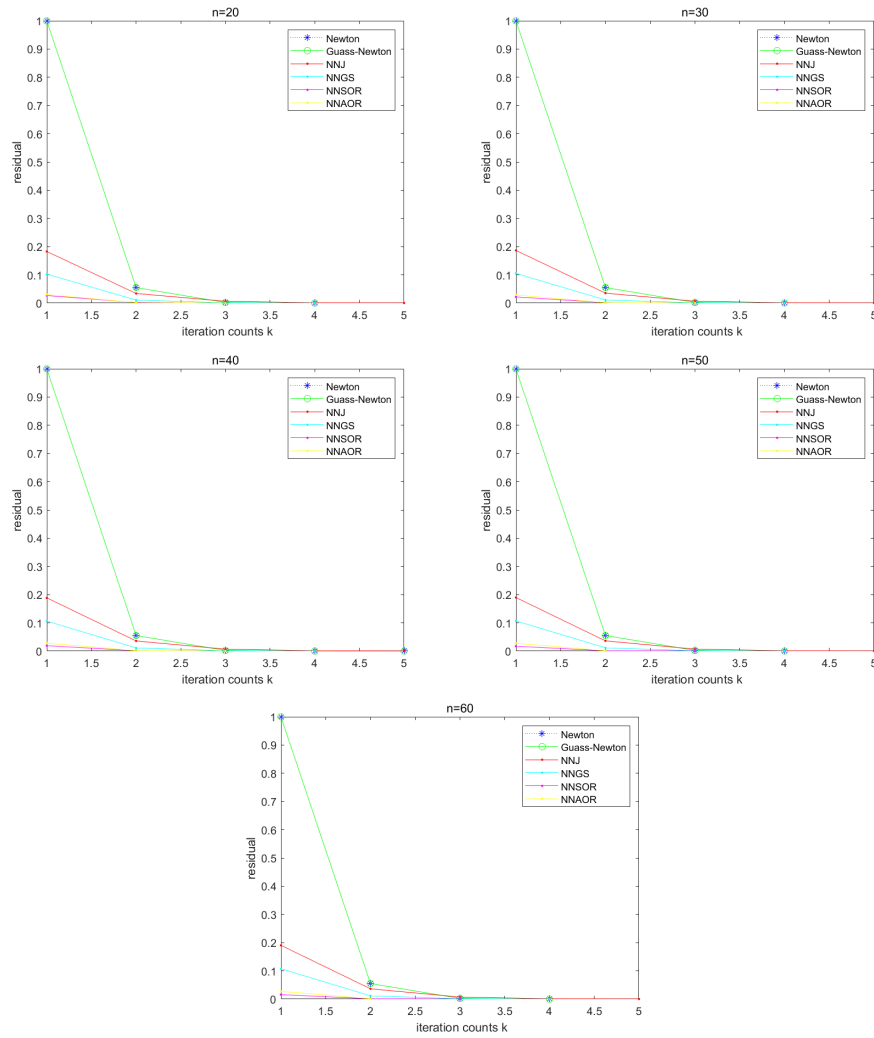 n=20
1
0.9
0.8
0.7
0.6
0.5
0.4
0.3
0.2
0.1
0
residual
Newton
Guass-Newton
NNJ
NNGS
NNSOR
NNAOR
1 1.5 2 2.5 3 3.5 4 4.5 5
iteration counts k
n=30
1
0.9
0.8
0.7
0.6
0.5
0.4
0.3
0.2
0.1
0
residual
Newton
Guass-Newton
NNJ
NNGS
NNSOR
NNAOR
1 1.5 2 2.5 3 3.5 4 4.5 5
iteration counts k
n=40
1
0.9
0.8
0.7
0.6
0.5
0.4
0.3
0.2
0.1
0
residual
Newton
Guass-Newton
NNJ
NNGS
NNSOR
NNAOR
1 1.5 2 2.5 3 3.5 4 4.5 5
iteration counts k
n=50
1
0.9
0.8
0.7
0.6
0.5
0.4
0.3
0.2
0.1
0
residual
Newton
Guass-Newton
NNJ
NNGS
NNSOR
NNAOR
1 1.5 2 2.5 3 3.5 4 4.5 5
iteration counts k
n=60
1
0.9
0.8
0.7
0.6
0.5
0.4
0.3
0.2
0.1
0
residual
Newton
Guass-Newton
NNJ
NNGS
NNSOR
NNAOR
1 1.5 2 2.5 3 3.5 4 4.5 5
iteration counts k